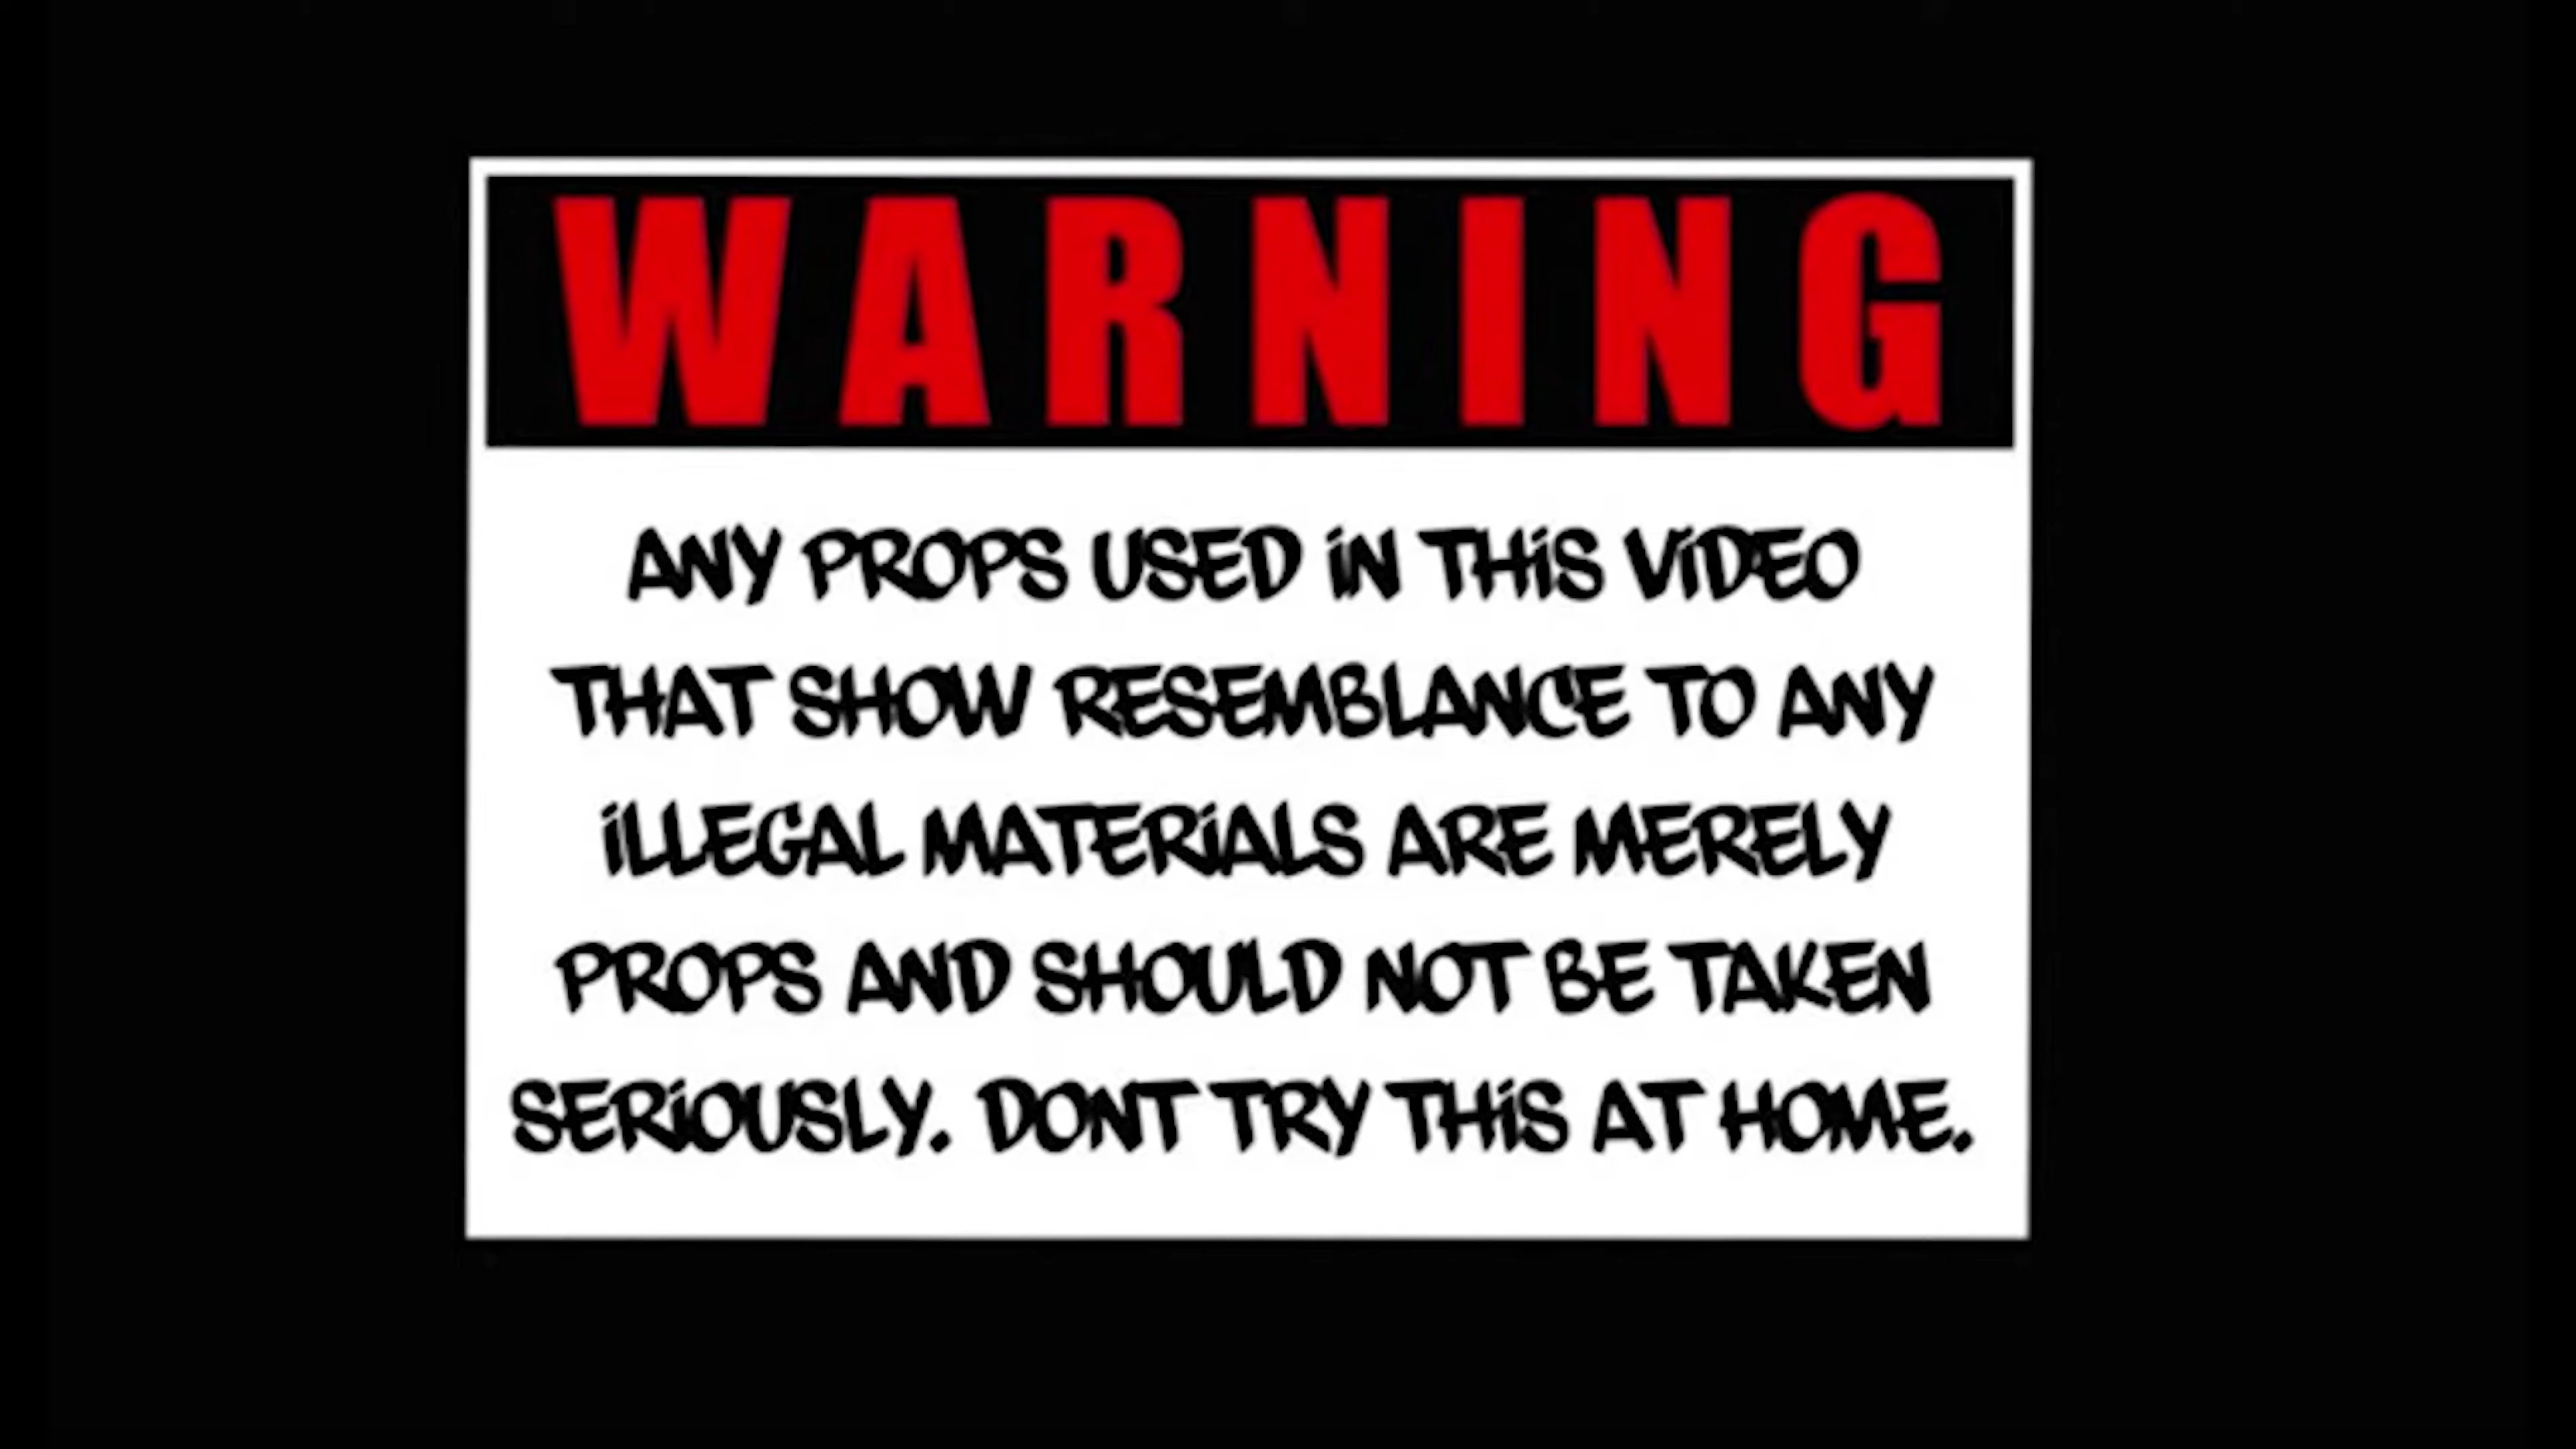 WARNING
ANY PROPS USED iN THiS ViDEO
THAT SHOW RESEMBLANCE TO ANY
iLLEGAL MATERiALS ARE MERELY
PROPS AND SHOULD NOT BE TAKEN
SERiOUSLY. DONT TRY THiS AT HOME.